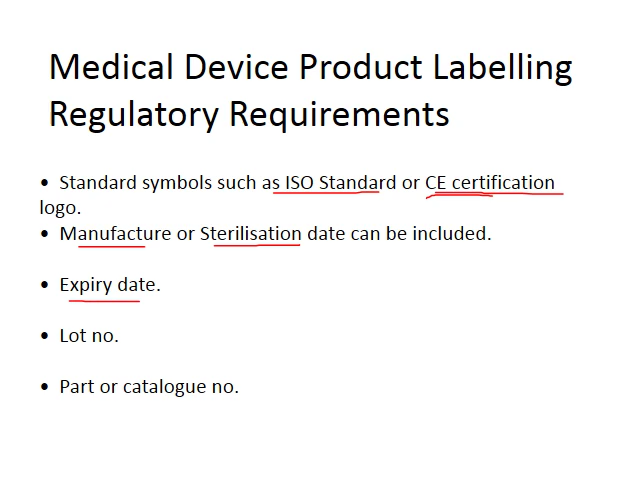 Medical Device Product Labelling
Regulatory Requirements
• Standard symbols such as ISO Standard or CE certification
logo.
• Manufacture or Sterilisation date can be included.
• Expiry date.
• Lot no.
• Part or catalogue no.